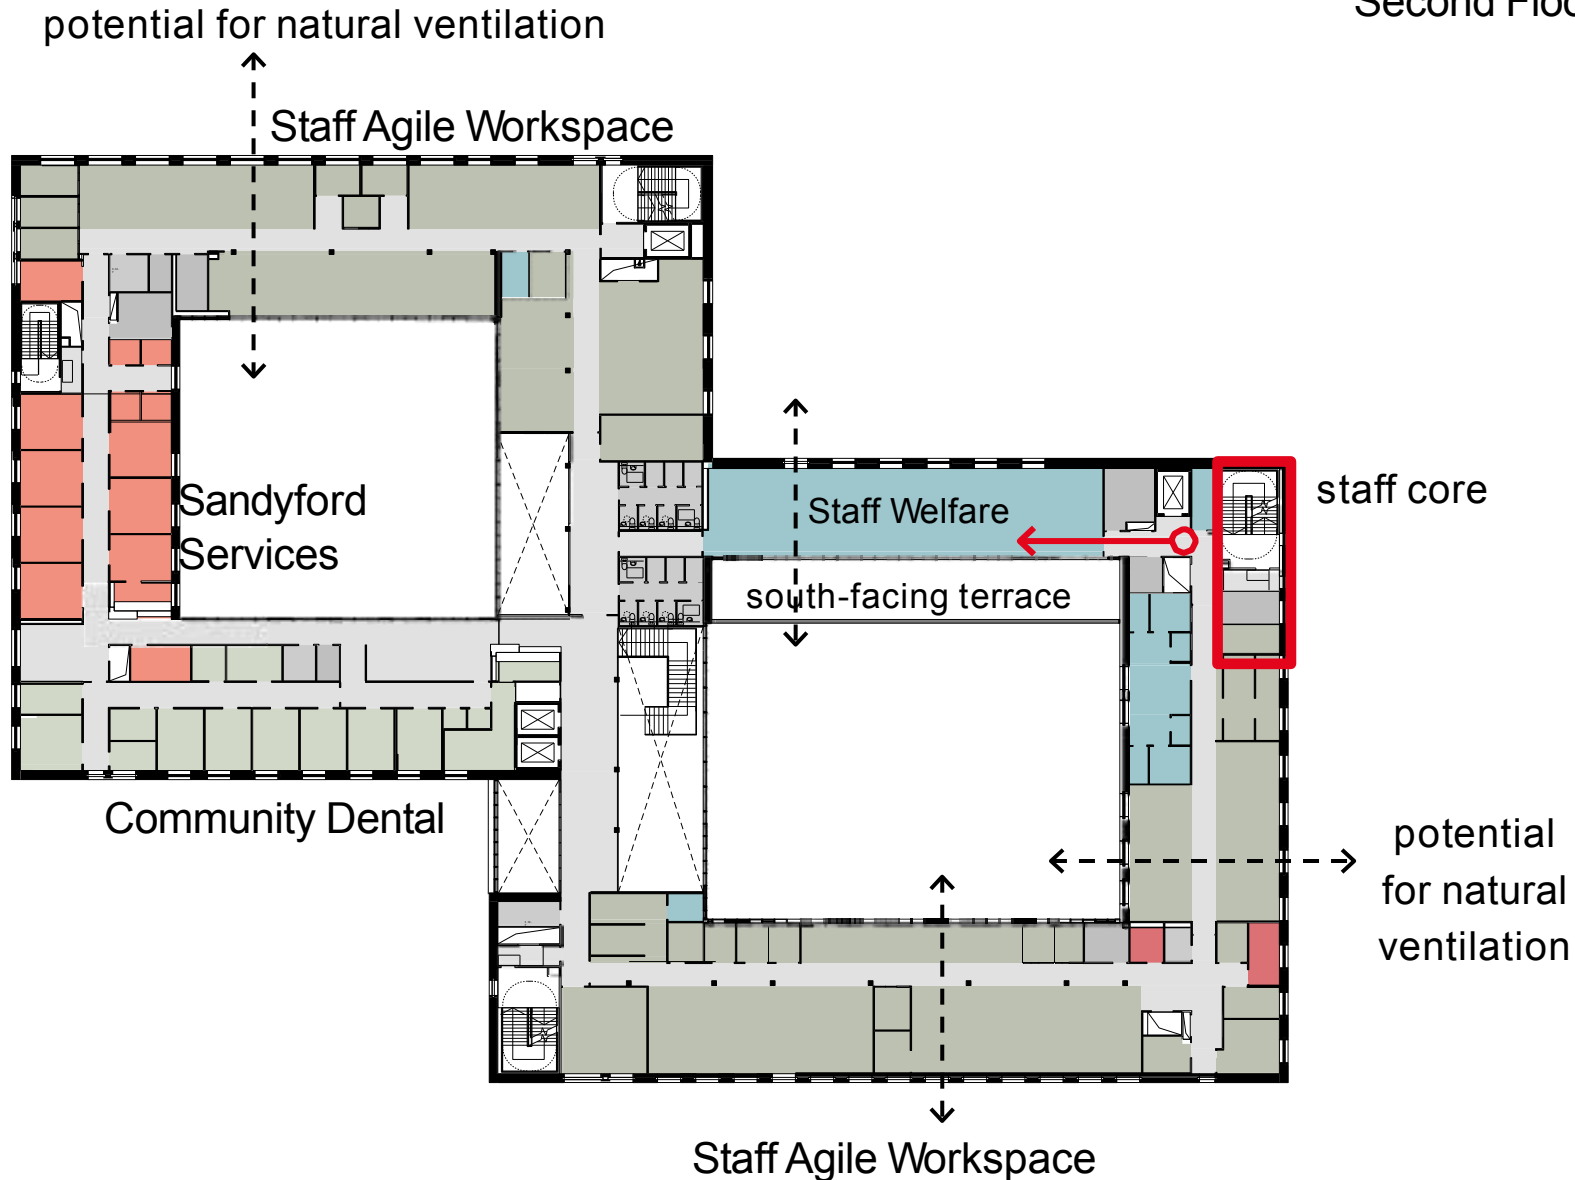 Second
potential for natural ventilation
Staff Agile Workspace
Sandyford
Services
Staff Welfare
staff core
south-facing terrace
Community Dental
potential
for natural
ventilation
Staff Agile Workspace